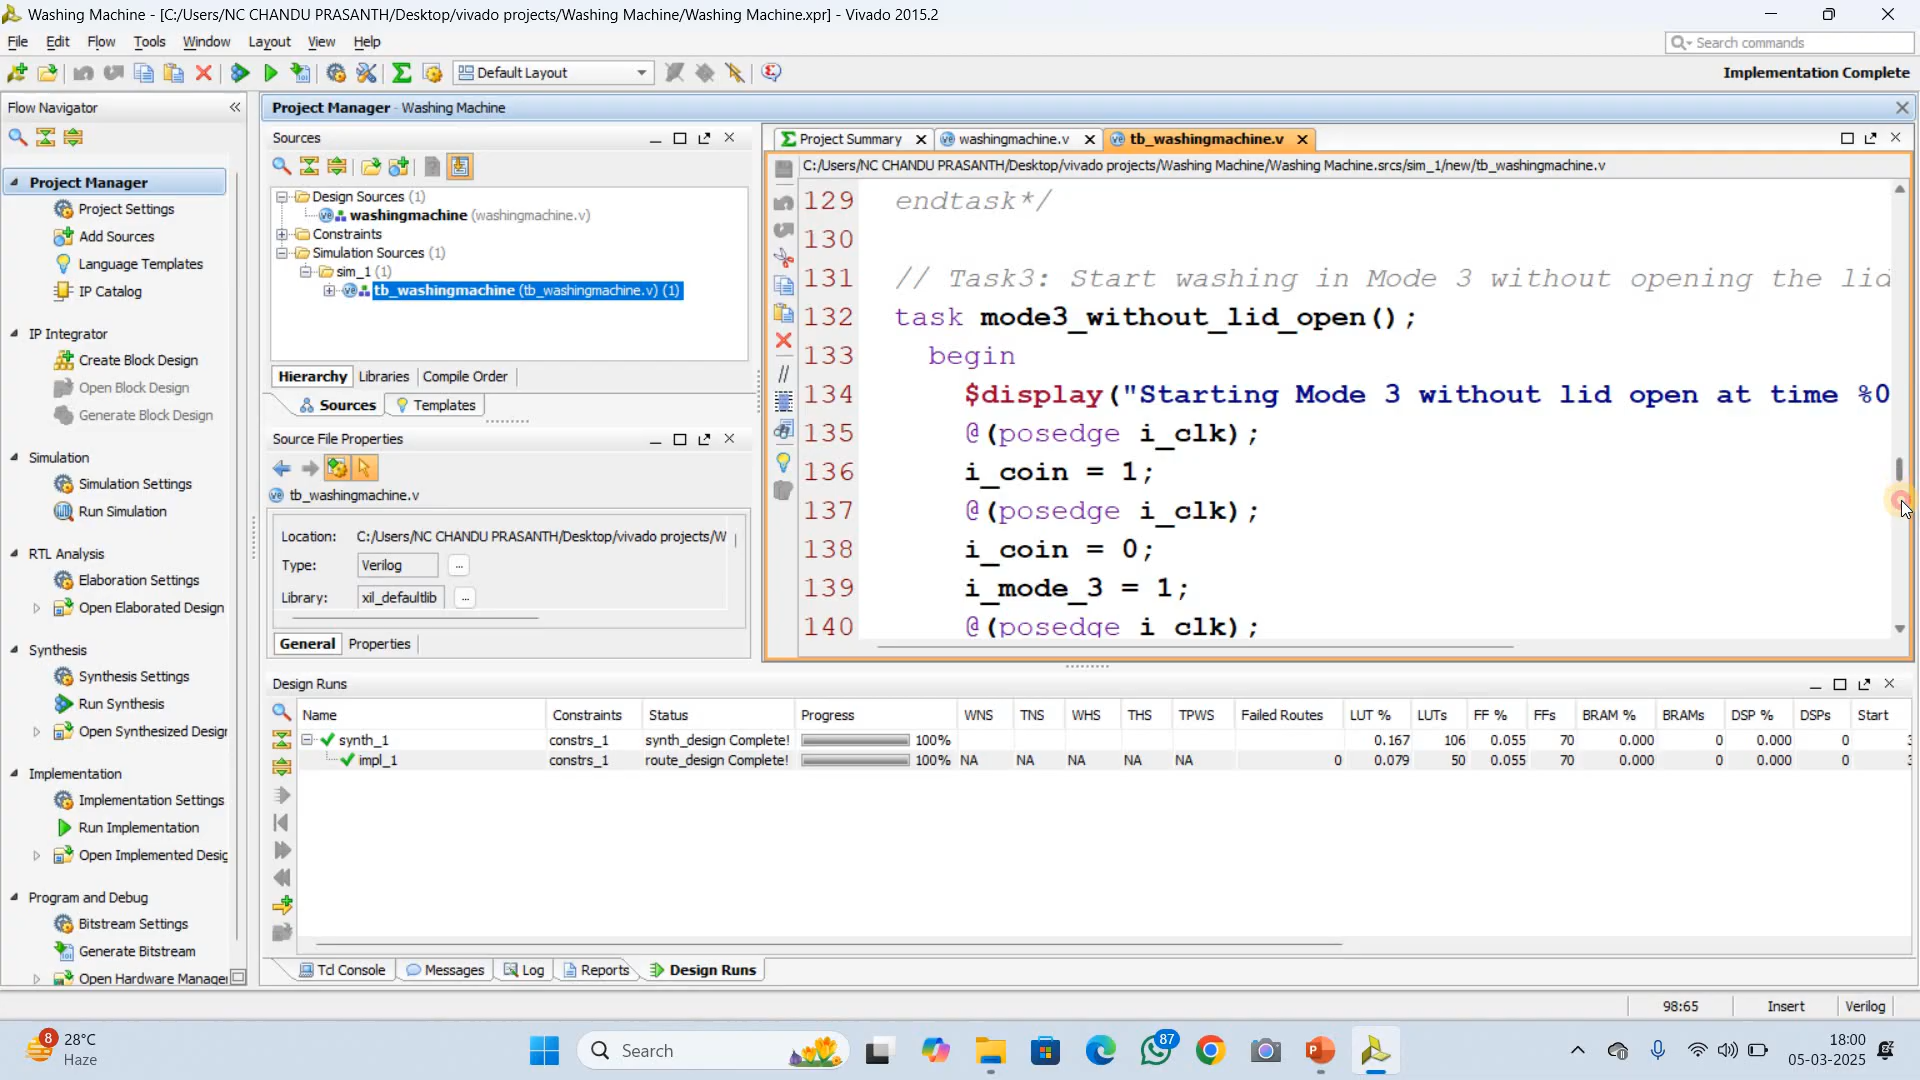 Washing Machine - [C:/Users/NC CHANDU PRASANTH/Desktop/vivado projects/Washing Machine/Washing Machine.xpr] - Vivado 2015.2
File Edit Flow Tools Window Layout View Help
Search commands
Default Layout
Implementation Complete
Flow Navigator
Project Manager
Project Settings
Add Sources
Language Templates
IP Catalog
IP Integrator
Create Block Design
Open Block Design
Generate Block Design
Simulation
Simulation Settings
Run Simulation
RTL Analysis
Elaboration Settings
Open Elaborated Design
Synthesis
Synthesis Settings
Run Synthesis
Open Synthesized Design
Implementation
Implementation Settings
Run Implementation
Open Implemented Desig
Program and Debug
Bitstream Settings
Generate Bitstream
Open Hardware Manager
Project Manager - Washing Machine
Sources
Design Sources (1)
washingmachine (washingmachine.v)
Constraints
Simulation Sources (1)
sim_1 (1)
tb_washingmachine (tb_washingmachine.v) (1)
Hierarchy Libraries Compile Order
Sources Templates
Source File Properties
tb_washingmachine.v
Location: C:/Users/NC CHANDU PRASANTH/Desktop/vivado projects/W
Type: Verilog ...
Library: xil_defaultlib ...
General Properties
Project Summary washingmachine.v tb_washingmachine.v
C:/Users/NC CHANDU PRASANTH/Desktop/vivado projects/Washing Machine/Washing Machine.srcs/sim_1/new/tb_washingmachine.v
129 endtask*/
130
131 // Task3: Start washing in Mode 3 without opening the lid
132 task mode3_without_lid_open();
133 begin
134 $display("Starting Mode 3 without lid open at time %0
135 @(posedge i_clk);
136 i_coin = 1;
137 @(posedge i_clk);
138 i_coin = 0;
139 i_mode_3 = 1;
140 @(posedge i_clk);
Design Runs
Name Constraints Status Progress WNS TNS WHS THS TPWS Failed Routes LUT % LUTs FF % FFs BRAM % BRAMs DSP % DSPs Start
synth_1 constrs_1 synth_design Complete! 100% 0.167 106 0.055 70 0.000 0 0.000 0
impl_1 constrs_1 route_design Complete! 100% NA NA NA NA NA 0 0.079 50 0.055 70 0.000 0 0.000 0
Tcl Console Messages Log Reports Design Runs
98:65 Insert Verilog
8
28°C
Haze
Search
87
18:00
05-03-2025